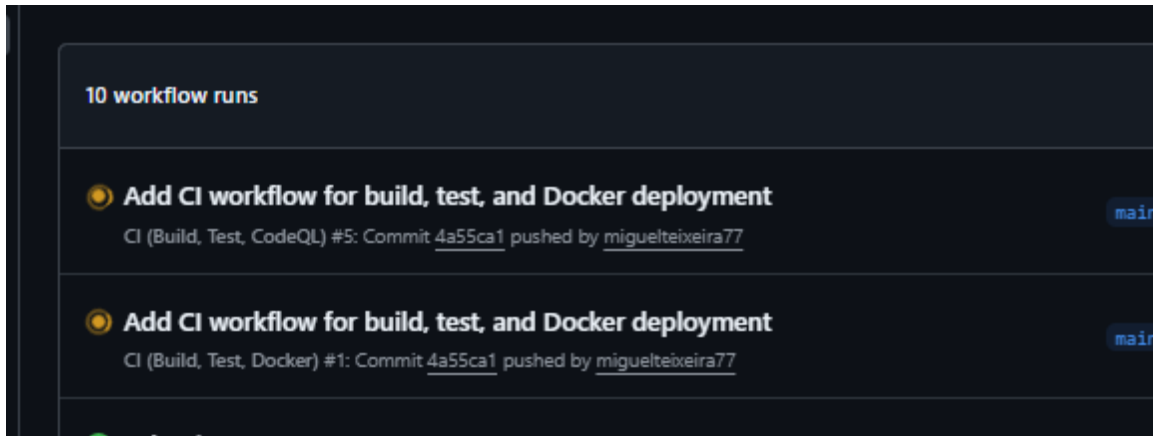 10 workflow runs
Add CI workflow for build, test, and Docker deployment
main
CI (Build, Test, CodeQL) #5: Commit 4a55ca1 pushed by miguelteixeira77
Add CI workflow for build, test, and Docker deployment
main
CI (Build, Test, Docker) #1: Commit 4a55ca1 pushed by miguelteixeira77